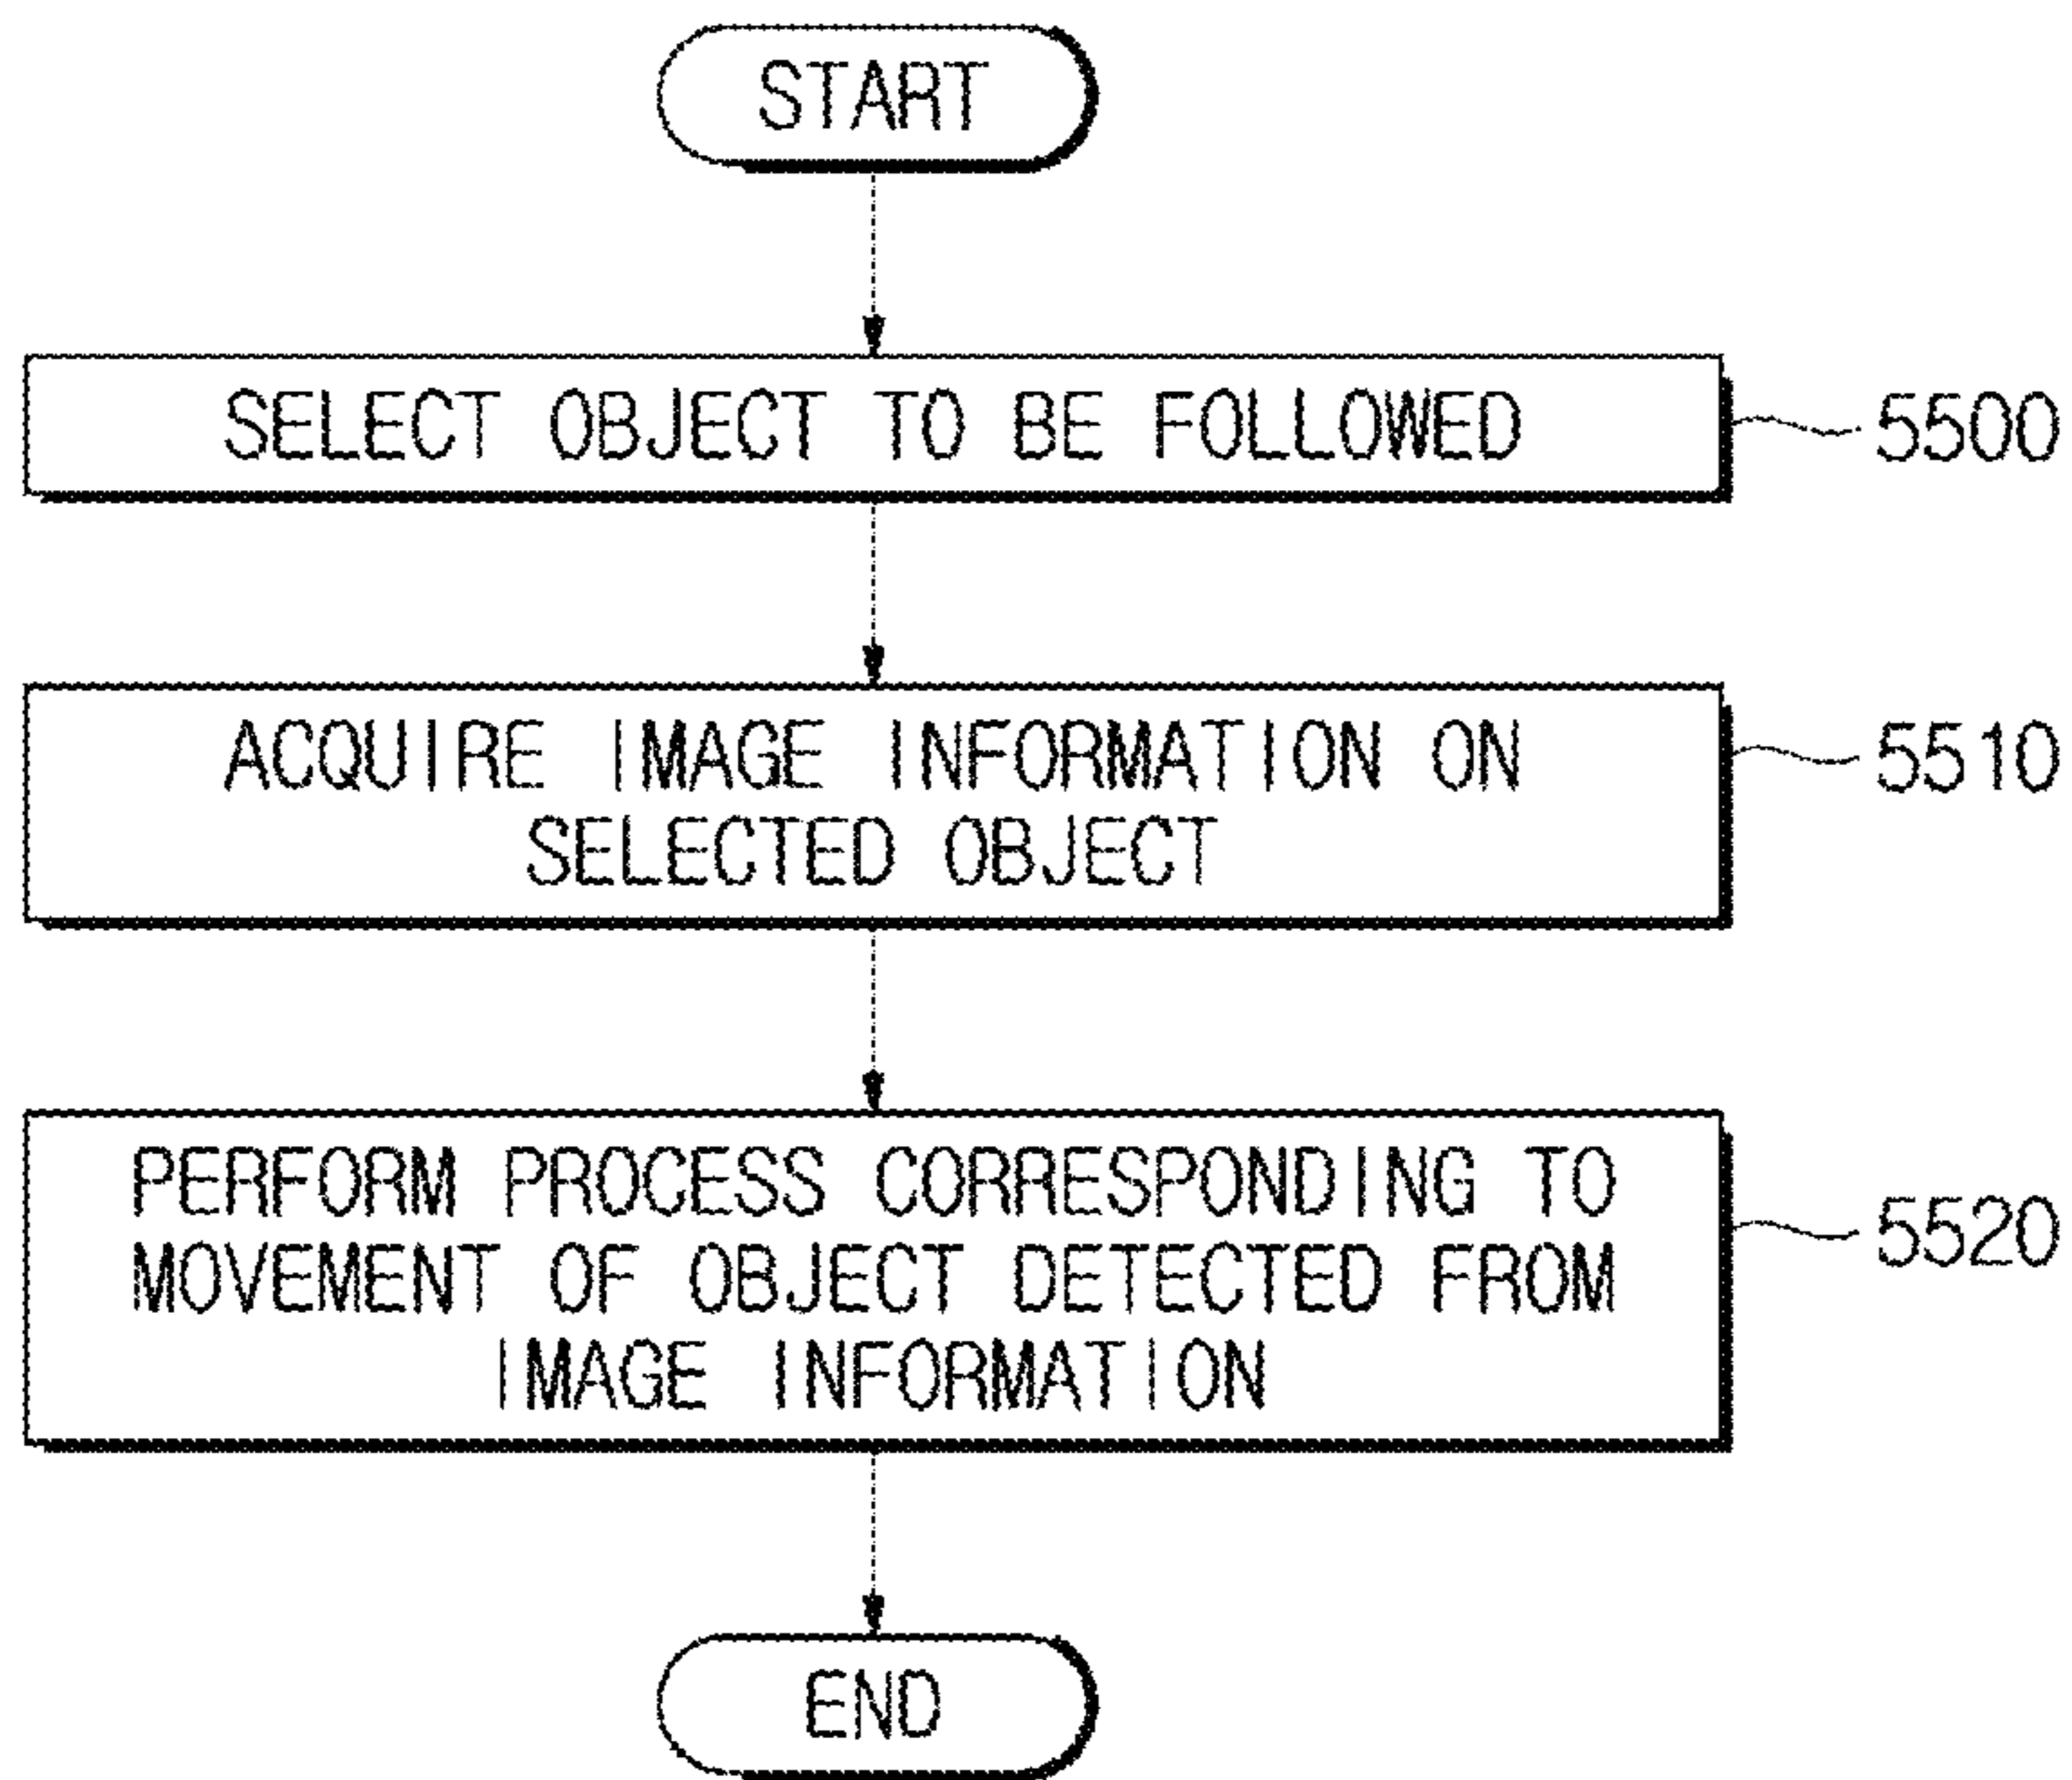 START
SELECT OBJECT TO BE FOLLOWED
5500
ACQUIRE IMAGE INFORMATION ON
SELECTED OBJECT
5510
PERFORM PROCESS CORRESPONDING TO
MOVEMENT OF OBJECT DETECTED FROM
IMAGE INFORMATION
5520
END